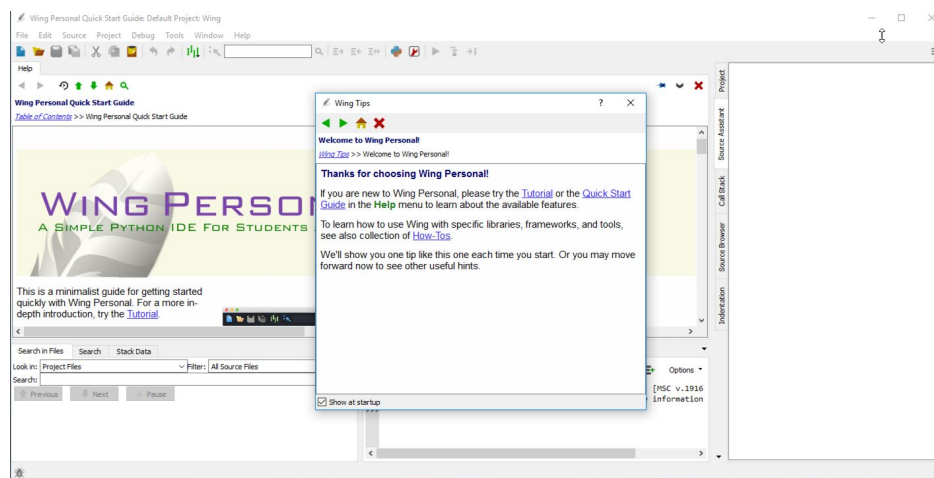 Wing Personal Quick Start Guide: Default Project: Wing
File Edit Source Project Debug Tools Window Help
Help
Wing Personal Quick Start Guide
Table of Contents >> Wing Personal Quick Start Guide
WING PERSO
A SIMPLE PYTHON IDE FOR STUDENTS
This is a minimalist guide for getting started
quickly with Wing Personal. For a more in-
depth introduction, try the Tutorial.
Wing Tips
Welcome to Wing Personal!
Wing Tips >> Welcome to Wing Personal!
Thanks for choosing Wing Personal!
If you are new to Wing Personal, please try the Tutorial or the Quick Start
Guide in the Help menu to learn about the available features.
To learn how to use Wing with specific libraries, frameworks, and tools,
see also collection of How-Tos.
We'll show you one tip like this one each time you start. Or you may move
forward now to see other useful hints.
Show at startup
Search in Files Search Stack Data
Look in: Project Files Filter: All Source Files
Search:
Previous Next Pause
Options
[MSC v.1916
information
>>>
Project
Source Assistant
Call Stack
Source Browser
Indentation